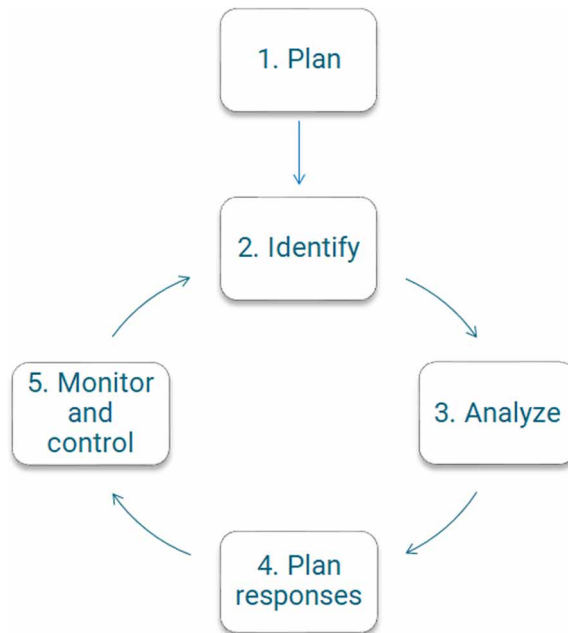 1. Plan
2. Identify
3. Analyze
4. Plan
responses
5. Monitor
and
control